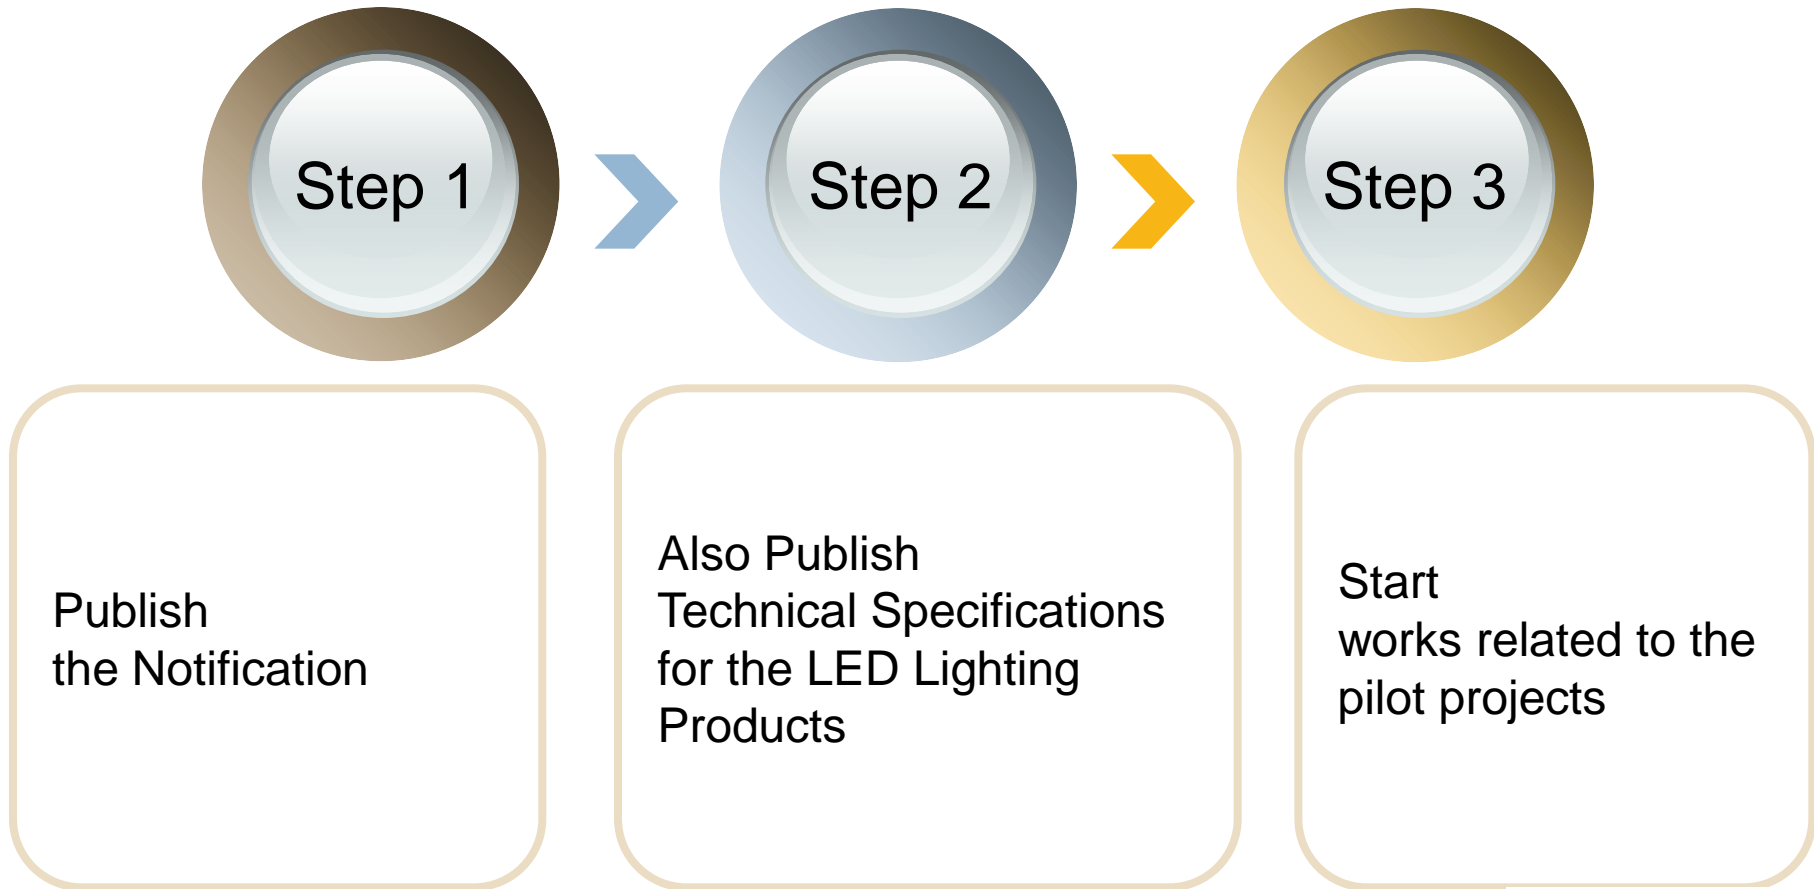 Step 1
Step 2
Step 3
Publish
the Notification
Also Publish
Technical Specifications
for the LED Lighting
Products
Start
works related to the
pilot projects